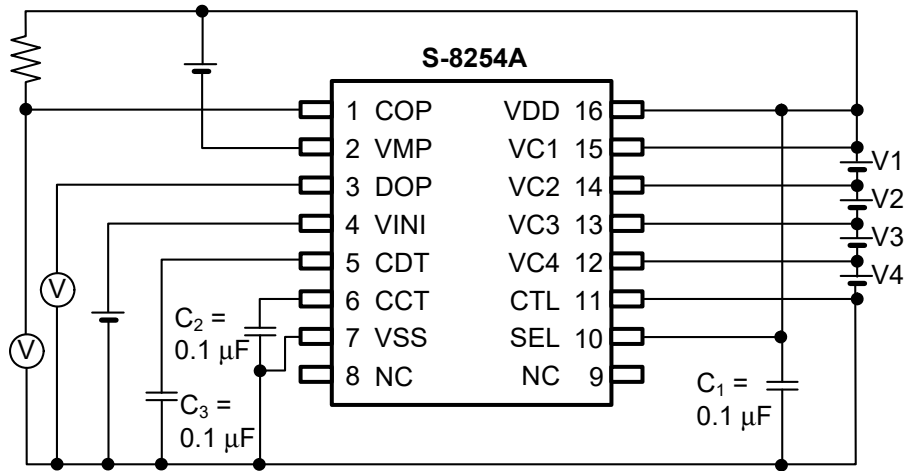 S-8254A
1 COP VDD 16
2 VMP VC1 15
3 DOP VC2 14
4 VINI VC3 13
5 CDT VC4 12
6 CCT CTL 11
7 VSS SEL 10
8 NC NC 9
V1
V2
V3
V4
V
V
C₂ =
0.1 μF
C₃ =
0.1 μF
C₁ =
0.1 μF